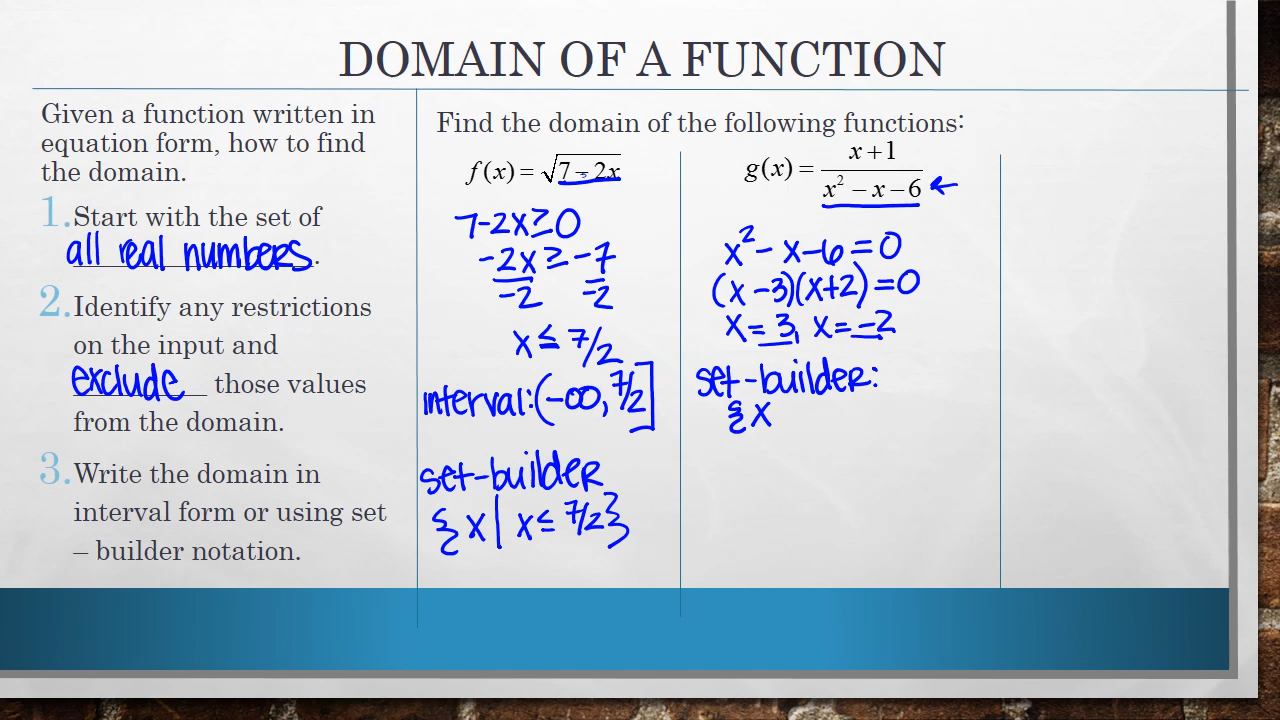 DOMAIN OF A FUNCTION
Given a function written in
equation form, how to find
the domain.
1. Start with the set of
all real numbers.
2. Identify any restrictions
on the input and
exclude those values
from the domain.
3. Write the domain in
interval form or using set
– builder notation.
Find the domain of the following functions:
f(x) = √(7 − 2x)
7-2x≥0
-2x ≥ -7
-2 -2
x ≤ 7/2
interval: (-∞, 7/2]
set-builder
{x | x ≤ 7/2}
g(x) = (x + 1)/(x² − x − 6) ←
x² - x - 6 = 0
(x - 3)(x + 2) = 0
x = 3, x = -2
set-builder:
{x